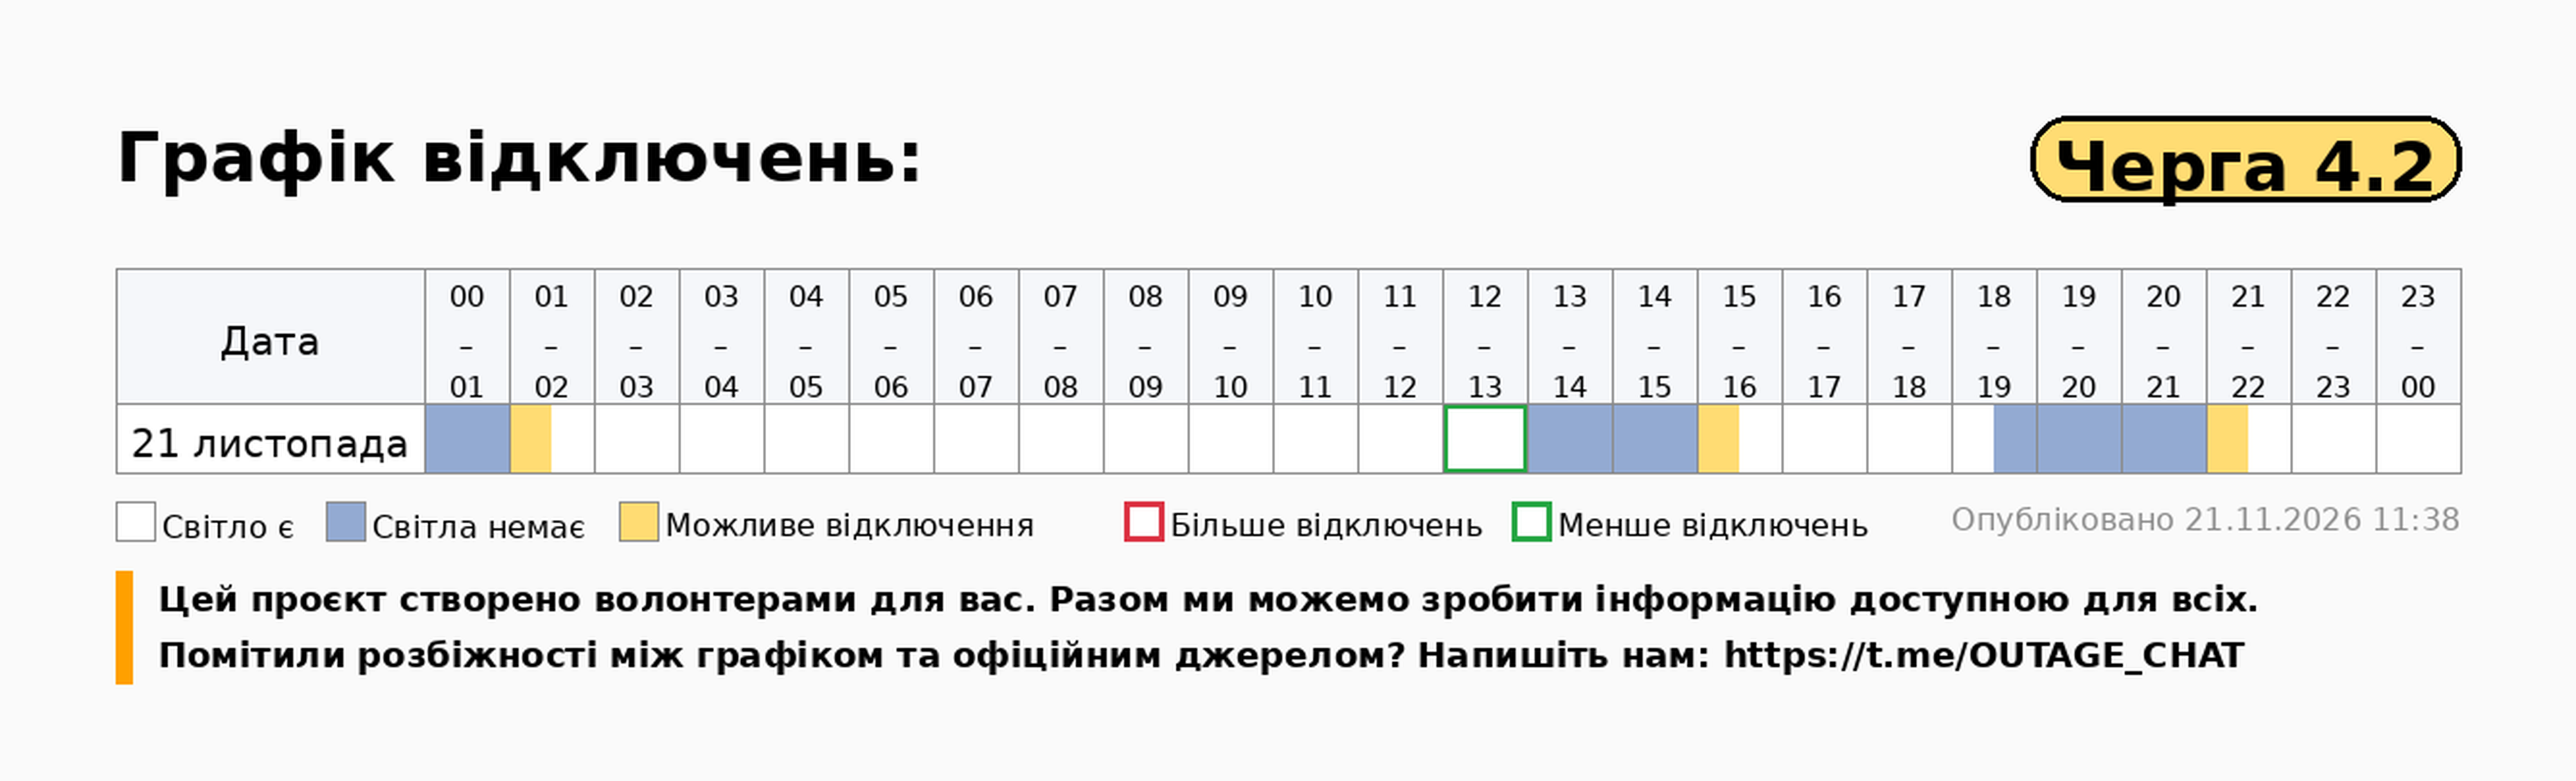 Графік відключень:
Черга 4.2
Дата
00 – 01
01 – 02
02 – 03
03 – 04
04 – 05
05 – 06
06 – 07
07 – 08
08 – 09
09 – 10
10 – 11
11 – 12
12 – 13
13 – 14
14 – 15
15 – 16
16 – 17
17 – 18
18 – 19
19 – 20
20 – 21
21 – 22
22 – 23
23 – 00
21 листопада
Світло є
Світла немає
Можливе відключення
Більше відключень
Менше відключень
Опубліковано 21.11.2026 11:38
Цей проєкт створено волонтерами для вас. Разом ми можемо зробити інформацію доступною для всіх.
Помітили розбіжності між графіком та офіційним джерелом? Напишіть нам: https://t.me/OUTAGE_CHAT